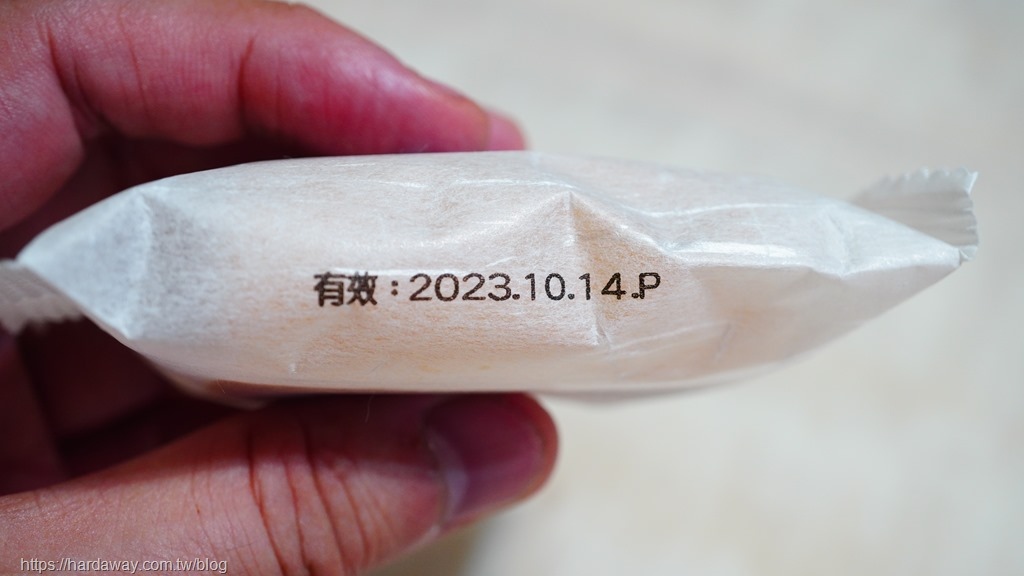 有效：2023.10.14.P
https://hardaway.com.tw/blog